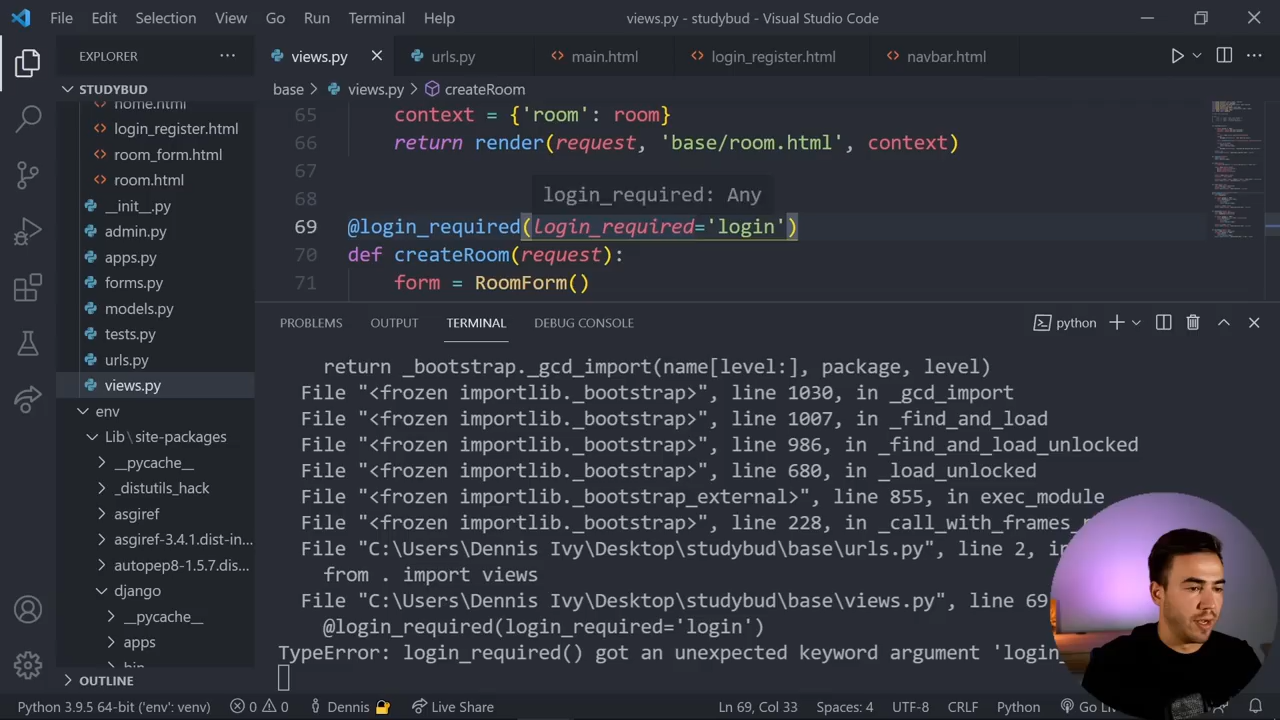 File Edit Selection View Go Run Terminal Help
views.py - studybud - Visual Studio Code
EXPLORER
views.py
urls.py
main.html
login_register.html
navbar.html
STUDYBUD
base > views.py > createRoom
home.html
login_register.html
room_form.html
room.html
__init__.py
admin.py
apps.py
forms.py
models.py
tests.py
urls.py
views.py
env
Lib\site-packages
__pycache__
_distutils_hack
asgiref
asgiref-3.4.1.dist-in...
autopep8-1.5.7.dis...
django
__pycache__
apps
bin
OUTLINE
65 context = {'room': room}
66 return render(request, 'base/room.html', context)
67
68
login_required: Any
69 @login_required(login_required='login')
70 def createRoom(request):
71 form = RoomForm()
PROBLEMS OUTPUT TERMINAL DEBUG CONSOLE
python
return _bootstrap._gcd_import(name[level:], package, level)
File "<frozen importlib._bootstrap>", line 1030, in _gcd_import
File "<frozen importlib._bootstrap>", line 1007, in _find_and_load
File "<frozen importlib._bootstrap>", line 986, in _find_and_load_unlocked
File "<frozen importlib._bootstrap>", line 680, in _load_unlocked
File "<frozen importlib._bootstrap_external>", line 855, in exec_module
File "<frozen importlib._bootstrap>", line 228, in _call_with_frames_
File "C:\Users\Dennis Ivy\Desktop\studybud\base\urls.py", line 2,
from . import views
File "C:\Users\Dennis Ivy\Desktop\studybud\base\views.py", line 69
@login_required(login_required='login')
TypeError: login_required() got an unexpected keyword argument 'login_
Python 3.9.5 64-bit ('env': venv) 0 0 Dennis Live Share Ln 69, Col 33 Spaces: 4 UTF-8 CRLF Python Go Li